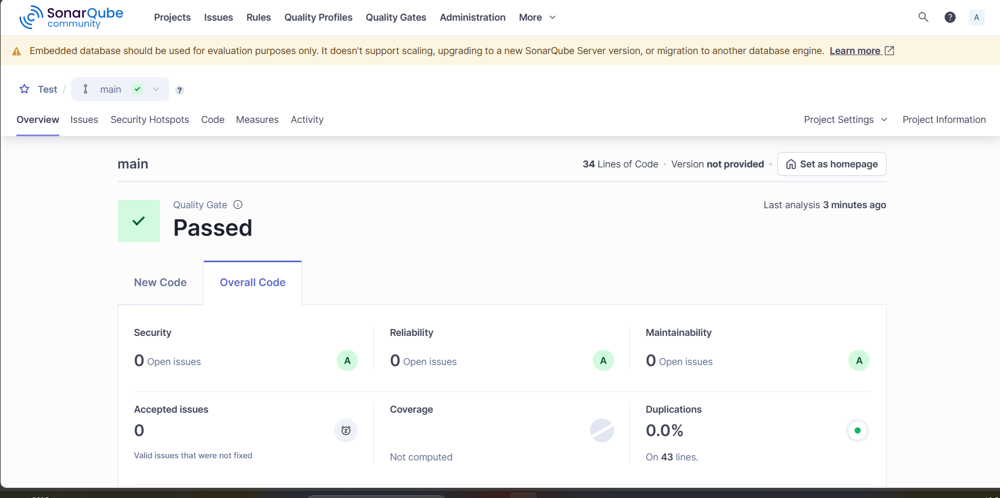 SonarQube community
Projects Issues Rules Quality Profiles Quality Gates Administration More ? A
Embedded database should be used for evaluation purposes only. It doesn't support scaling, upgrading to a new SonarQube Server version, or migration to another database engine. Learn more
Test / main ?
Overview Issues Security Hotspots Code Measures Activity Project Settings Project Information
main 34 Lines of Code • Version not provided • Set as homepage
Quality Gate Last analysis 3 minutes ago
Passed
New Code Overall Code
Security Reliability Maintainability
0 Open issues A 0 Open issues A 0 Open issues A
Accepted issues Coverage Duplications
0 0.0%
Valid issues that were not fixed Not computed On 43 lines.